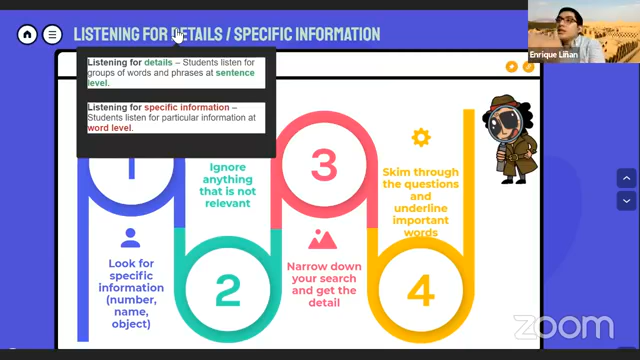 LISTENING FOR DETAILS / SPECIFIC INFORMATION
Enrique Liñan
Listening for details – Students listen for
groups of words and phrases at sentence
level.
Listening for specific information –
Students listen for particular information at
word level.
1
Look for
specific
information
(number,
name,
object)
Ignore
anything
that is not
relevant
2
3
Narrow down
your search
and get the
detail
Skim through
the questions
and
underline
important
words
4
zoom